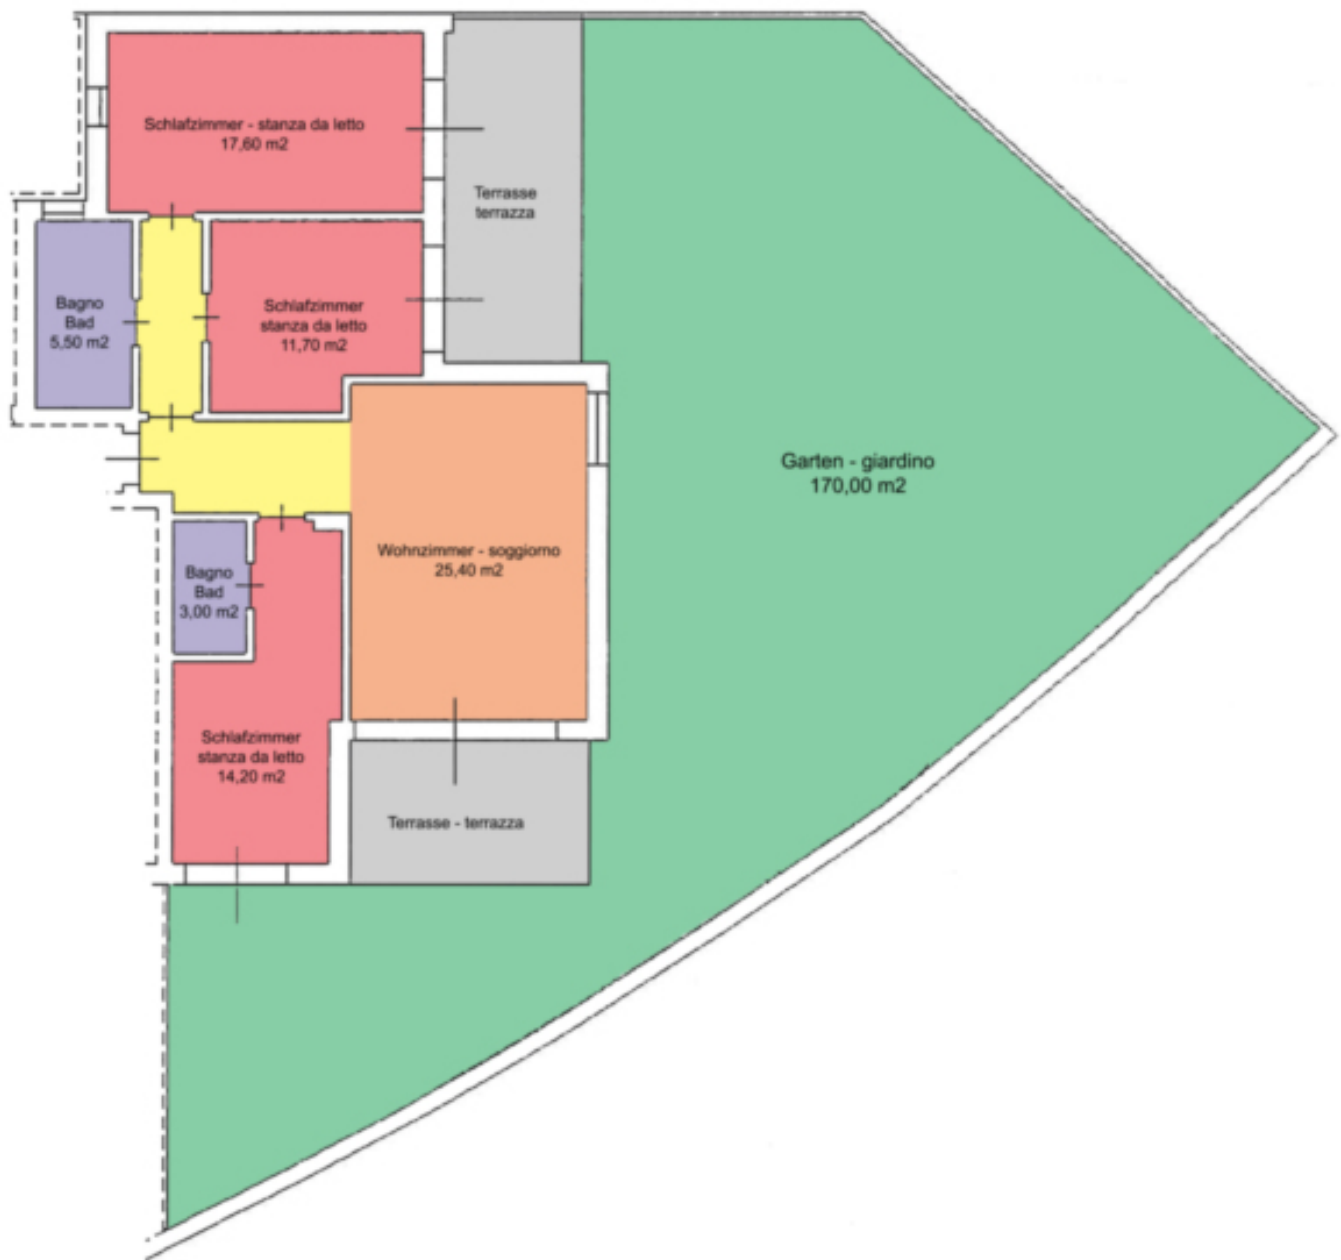 Schlafzimmer - stanza da letto
17,60 m2
Terrasse
terrazza
Bagno
Bad
5,50 m2
Schlafzimmer
stanza da letto
11,70 m2
Garten - giardino
170,00 m2
Wohnzimmer - soggiorno
25,40 m2
Bagno
Bad
3,00 m2
Schlafzimmer
stanza da letto
14,20 m2
Terrasse - terrazza